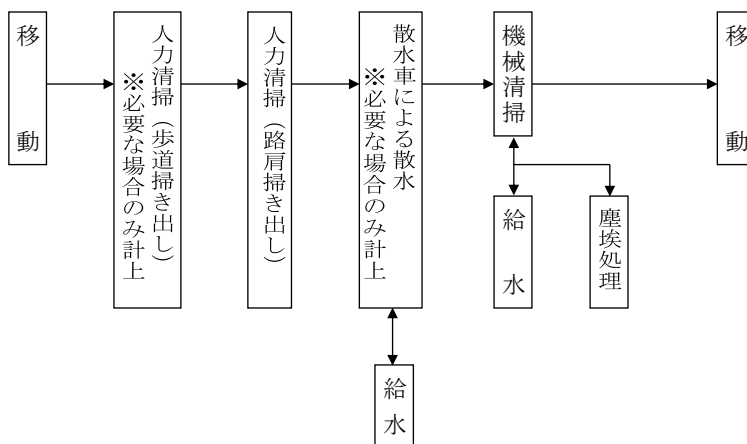 移動
人力清掃（歩道掃き出し）
※必要な場合のみ計上
人力清掃（路肩掃き出し）
散水車による散水
※必要な場合のみ計上
機械清掃
移動
給水
塵埃処理
給水